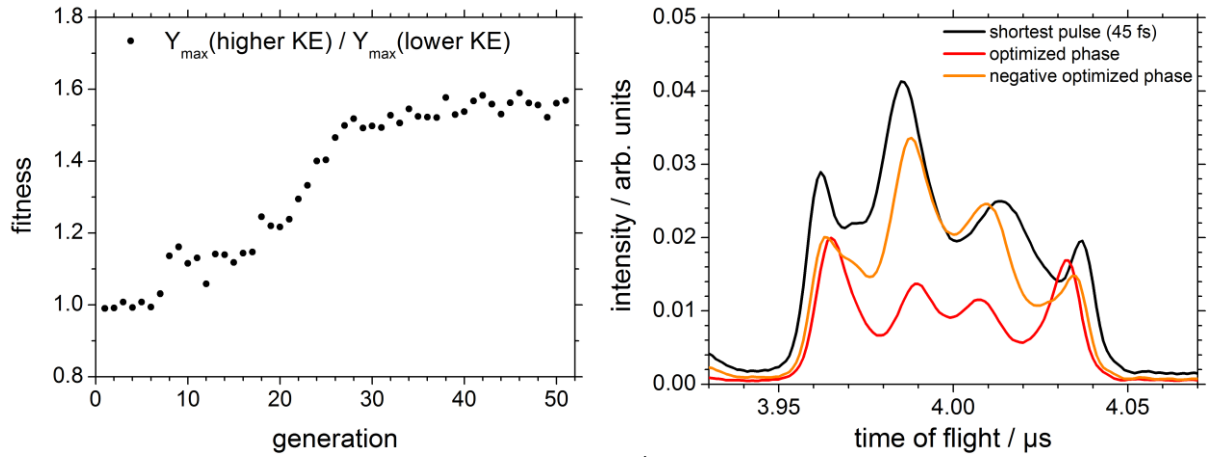 Y_max(higher KE) / Y_max(lower KE)
fitness
1.8
1.6
1.4
1.2
1.0
0.8
0 10 20 30 40 50
generation
shortest pulse (45 fs)
optimized phase
negative optimized phase
intensity / arb. units
0.05
0.04
0.03
0.02
0.01
0.00
3.95 4.00 4.05
time of flight / µs